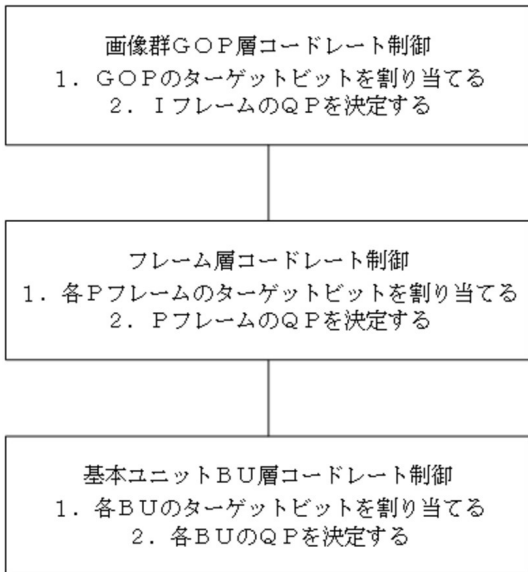 画像群ＧＯＰ層コードレート制御
１．ＧＯＰのターゲットビットを割り当てる
２．ＩフレームのＱＰを決定する
フレーム層コードレート制御
１．各Ｐフレームのターゲットビットを割り当てる
２．ＰフレームのＱＰを決定する
基本ユニットＢＵ層コードレート制御
１．各ＢＵのターゲットビットを割り当てる
２．各ＢＵのＱＰを決定する